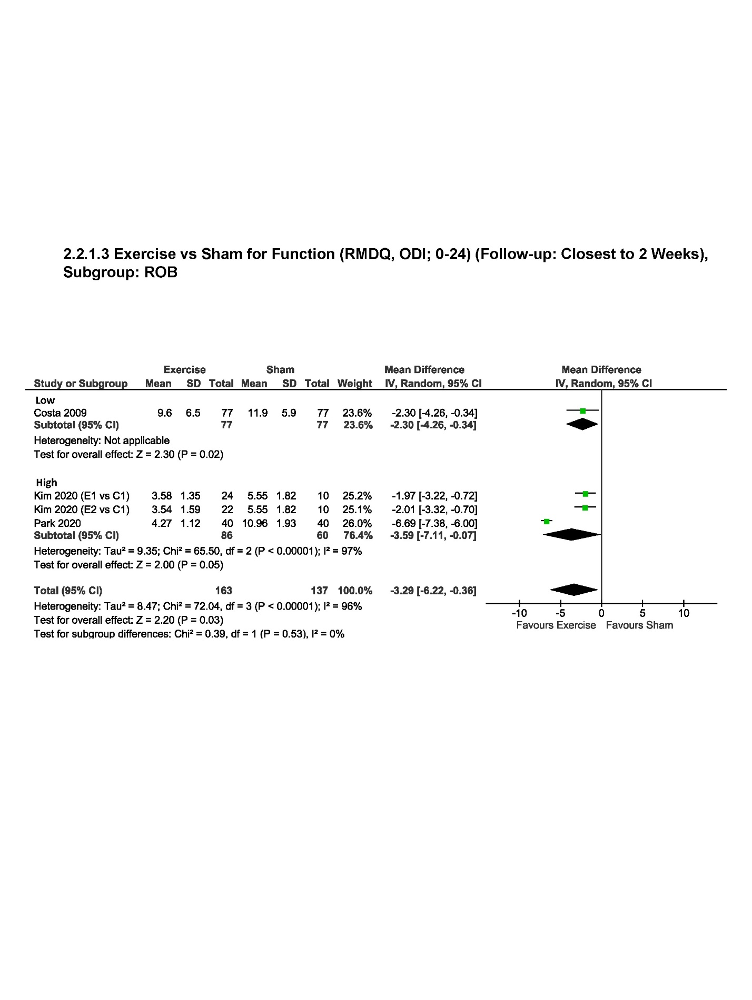 2.2.1.3 Exercise vs Sham for Function (RMDQ, ODI; 0-24) (Follow-up: Closest to 2 Weeks),
Subgroup: ROB
Exercise Sham Mean Difference Mean Difference
Study or Subgroup Mean SD Total Mean SD Total Weight IV, Random, 95% CI IV, Random, 95% CI
Low
Costa 2009 9.6 6.5 77 11.9 5.9 77 23.6% -2.30 [-4.26, -0.34]
Subtotal (95% CI) 77 77 23.6% -2.30 [-4.26, -0.34]
Heterogeneity: Not applicable
Test for overall effect: Z = 2.30 (P = 0.02)
High
Kim 2020 (E1 vs C1) 3.58 1.35 24 5.55 1.82 10 25.2% -1.97 [-3.22, -0.72]
Kim 2020 (E2 vs C1) 3.54 1.59 22 5.55 1.82 10 25.1% -2.01 [-3.32, -0.70]
Park 2020 4.27 1.12 40 10.96 1.93 40 26.0% -6.69 [-7.38, -6.00]
Subtotal (95% CI) 86 60 76.4% -3.59 [-7.11, -0.07]
Heterogeneity: Tau² = 9.35; Chi² = 65.50, df = 2 (P < 0.00001); I² = 97%
Test for overall effect: Z = 2.00 (P = 0.05)
Total (95% CI) 163 137 100.0% -3.29 [-6.22, -0.36]
Heterogeneity: Tau² = 8.47; Chi² = 72.04, df = 3 (P < 0.00001); I² = 96%
Test for overall effect: Z = 2.20 (P = 0.03)
Test for subgroup differences: Chi² = 0.39, df = 1 (P = 0.53), I² = 0%
-10 -5 0 5 10
Favours Exercise Favours Sham